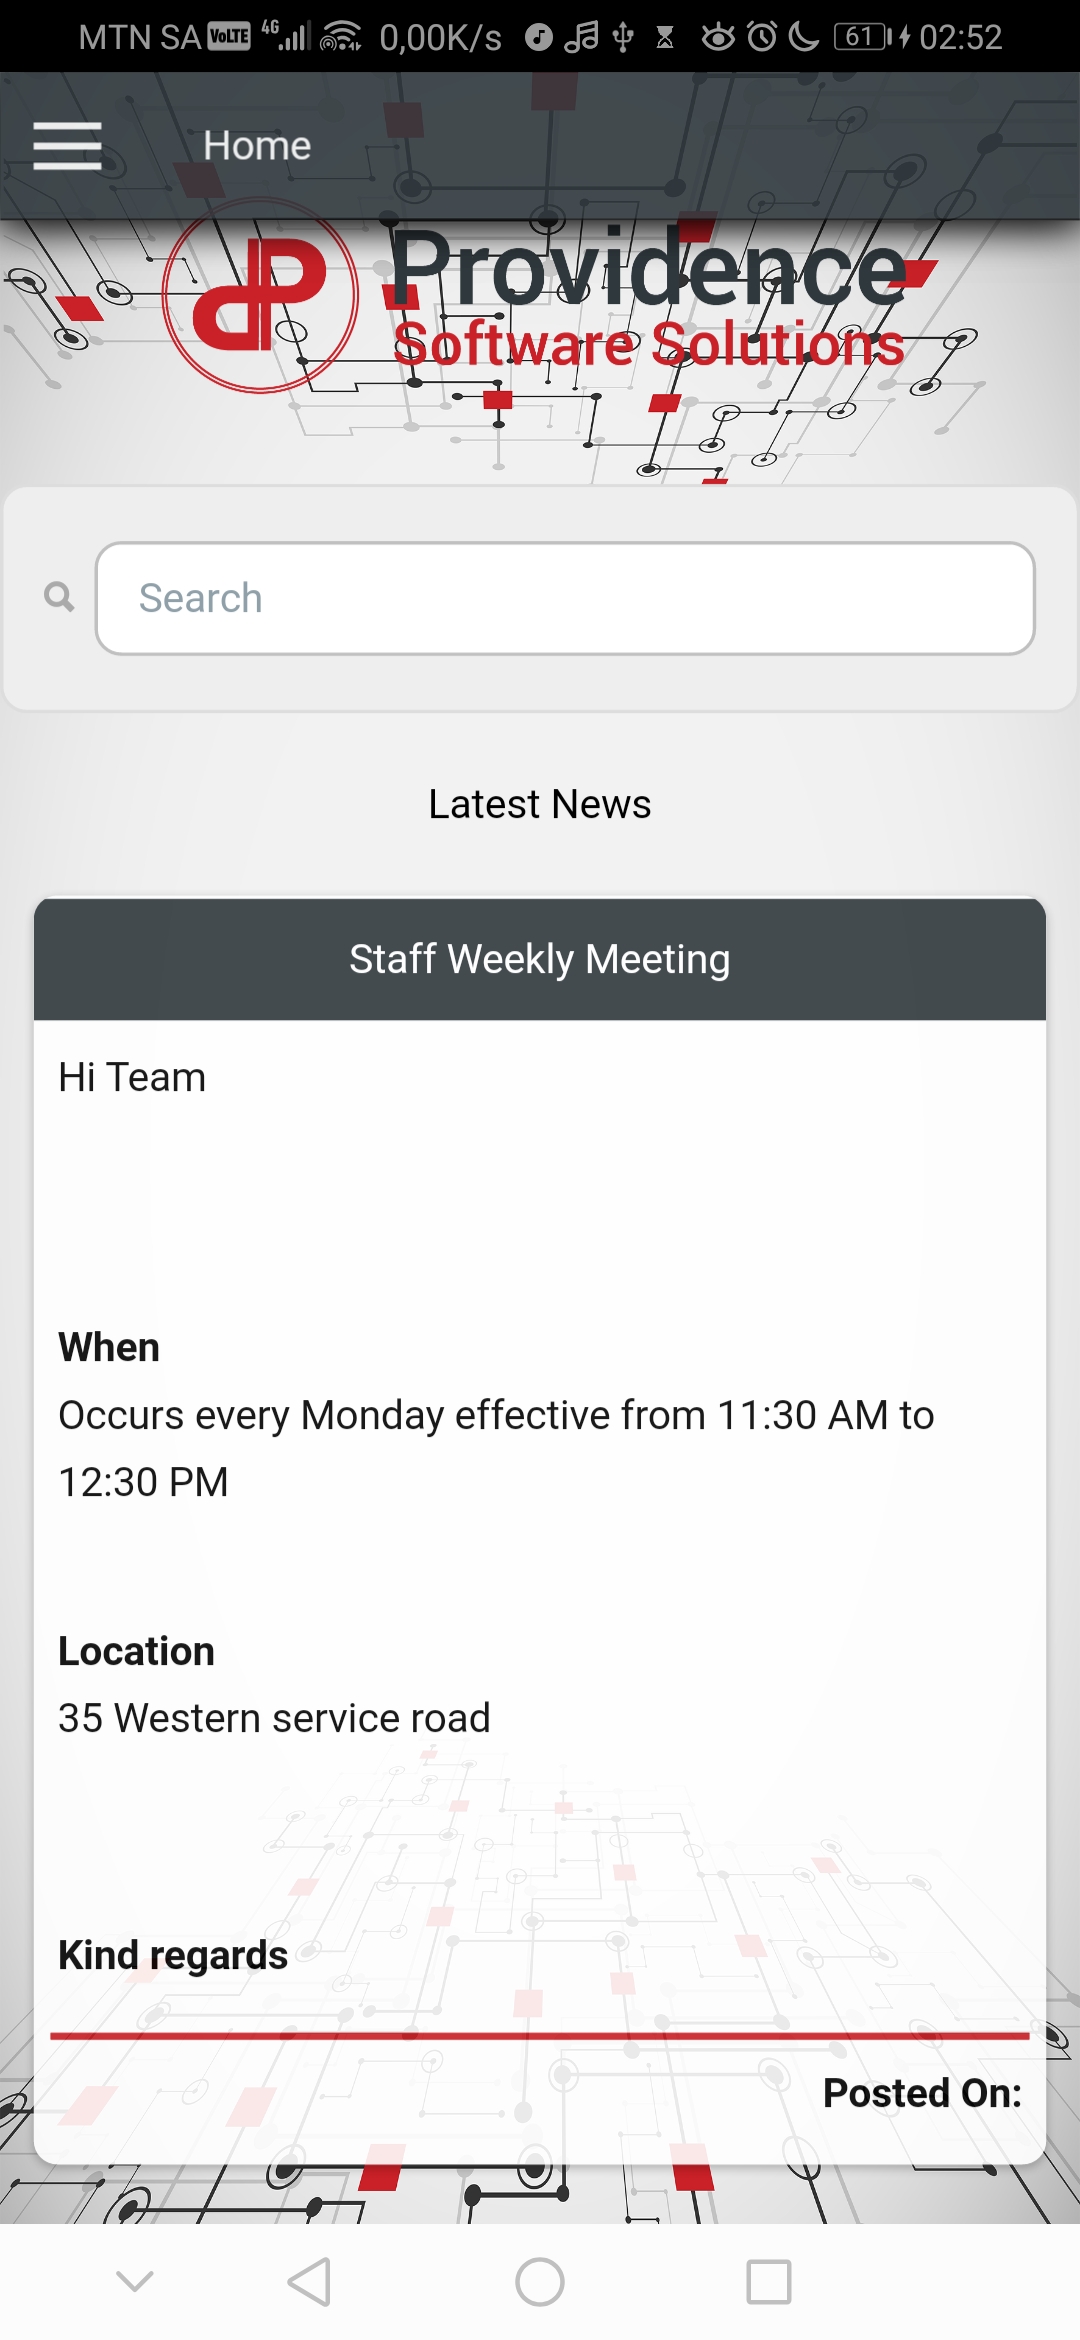 MTN SA VoLTE 4G 0,00K/s 61 02:52
Home
Providence
Software Solutions
Search
Latest News
Staff Weekly Meeting
Hi Team
When
Occurs every Monday effective from 11:30 AM to
12:30 PM
Location
35 Western service road
Kind regards
Posted On: